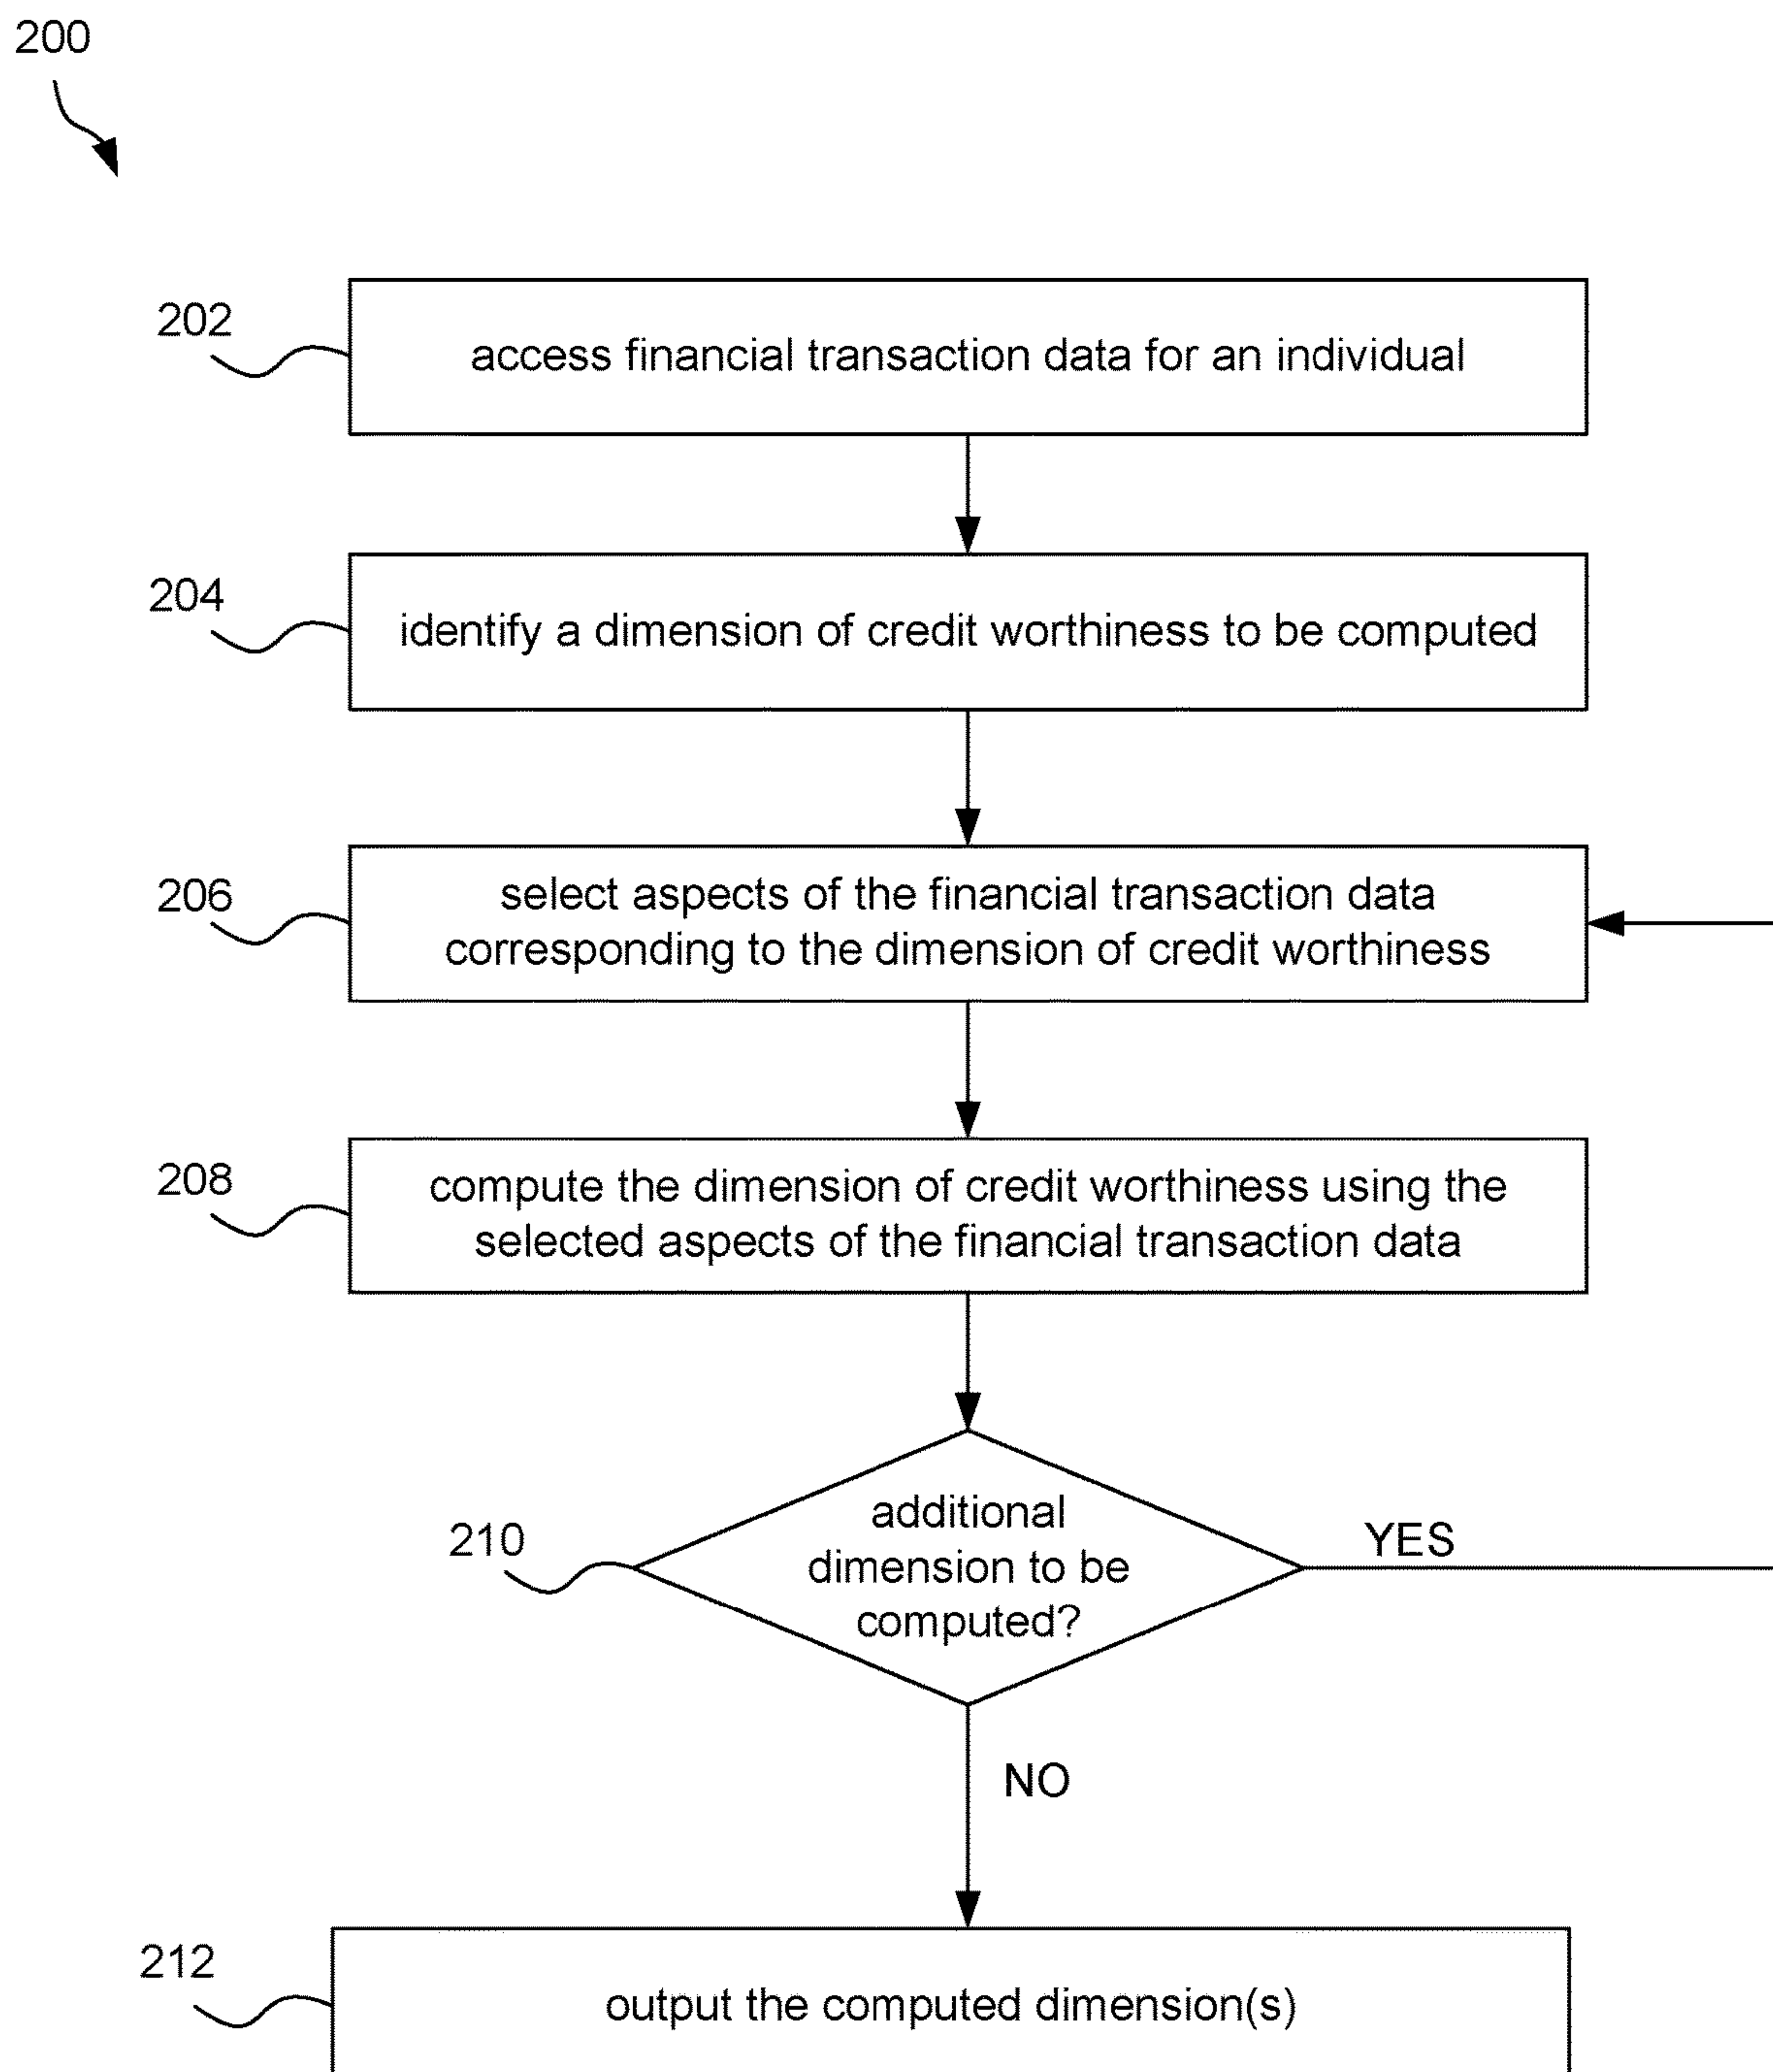 200
202
access financial transaction data for an individual
204
identify a dimension of credit worthiness to be computed
206
select aspects of the financial transaction data
corresponding to the dimension of credit worthiness
208
compute the dimension of credit worthiness using the
selected aspects of the financial transaction data
210
additional
dimension to be
computed?
YES
NO
212
output the computed dimension(s)